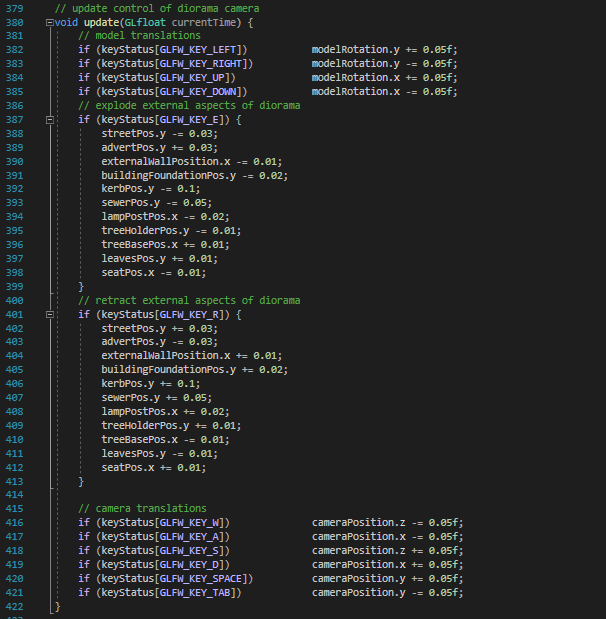 379 // update control of diorama camera
380 void update(GLfloat currentTime) {
381 // model translations
382 if (keyStatus[GLFW_KEY_LEFT]) modelRotation.y += 0.05f;
383 if (keyStatus[GLFW_KEY_RIGHT]) modelRotation.y -= 0.05f;
384 if (keyStatus[GLFW_KEY_UP]) modelRotation.x += 0.05f;
385 if (keyStatus[GLFW_KEY_DOWN]) modelRotation.x -= 0.05f;
386 // explode external aspects of diorama
387 if (keyStatus[GLFW_KEY_E]) {
388 streetPos.y -= 0.03;
389 advertPos.y += 0.03;
390 externalWallPosition.x -= 0.01;
391 buildingFoundationPos.y -= 0.02;
392 kerbPos.y -= 0.1;
393 sewerPos.y -= 0.05;
394 lampPostPos.x -= 0.02;
395 treeHolderPos.y -= 0.01;
396 treeBasePos.x += 0.01;
397 leavesPos.y += 0.01;
398 seatPos.x -= 0.01;
399 }
400 // retract external aspects of diorama
401 if (keyStatus[GLFW_KEY_R]) {
402 streetPos.y += 0.03;
403 advertPos.y -= 0.03;
404 externalWallPosition.x += 0.01;
405 buildingFoundationPos.y += 0.02;
406 kerbPos.y += 0.1;
407 sewerPos.y += 0.05;
408 lampPostPos.x += 0.02;
409 treeHolderPos.y += 0.01;
410 treeBasePos.x -= 0.01;
411 leavesPos.y -= 0.01;
412 seatPos.x += 0.01;
413 }
414
415 // camera translations
416 if (keyStatus[GLFW_KEY_W]) cameraPosition.z -= 0.05f;
417 if (keyStatus[GLFW_KEY_A]) cameraPosition.x -= 0.05f;
418 if (keyStatus[GLFW_KEY_S]) cameraPosition.z += 0.05f;
419 if (keyStatus[GLFW_KEY_D]) cameraPosition.x += 0.05f;
420 if (keyStatus[GLFW_KEY_SPACE]) cameraPosition.y += 0.05f;
421 if (keyStatus[GLFW_KEY_TAB]) cameraPosition.y -= 0.05f;
422 }